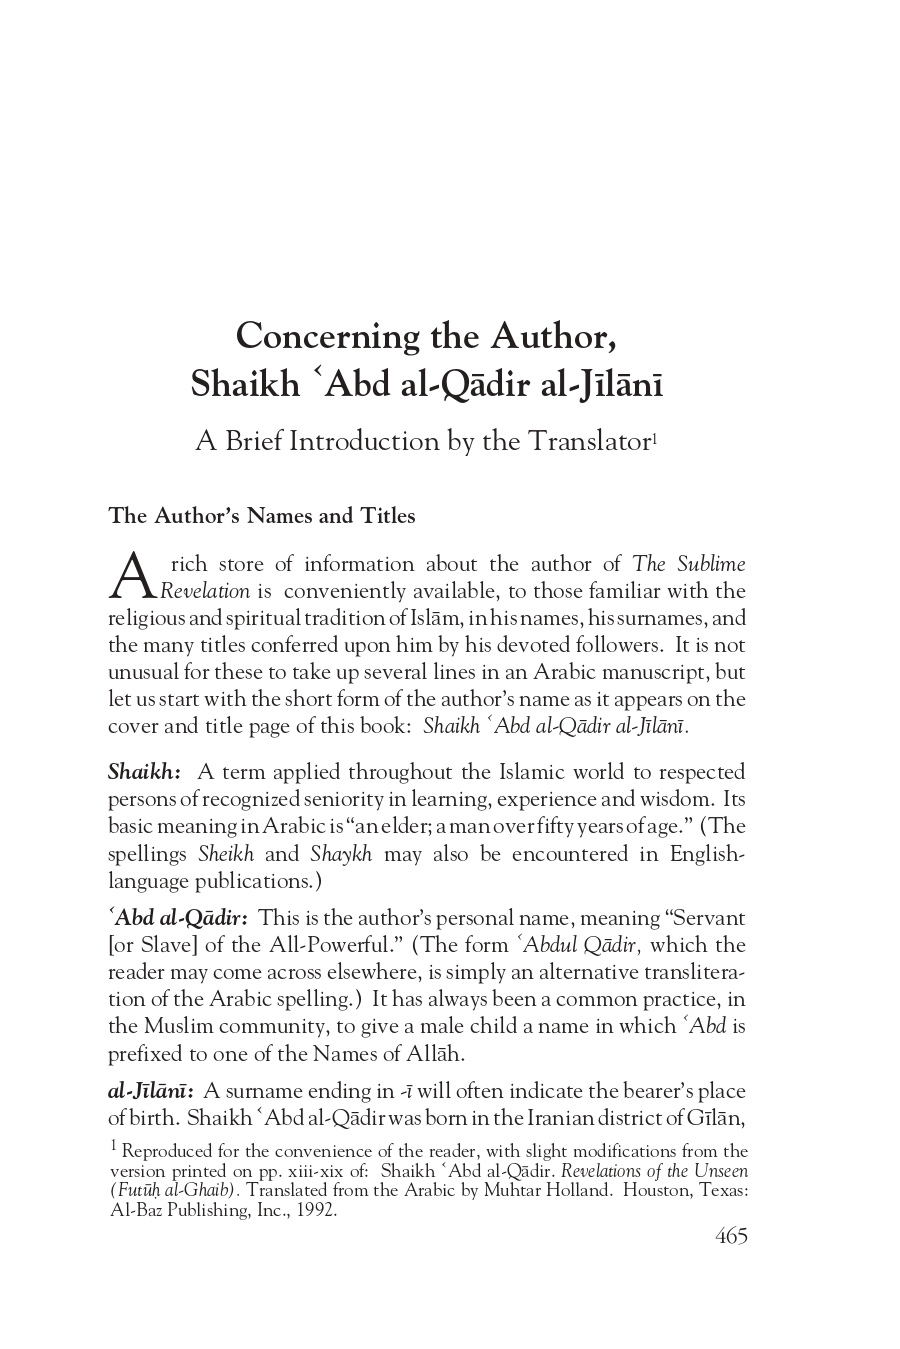 Concerning the Author,
Shaikh ʿAbd al-Qādir al-Jīlānī
A Brief Introduction by the Translator¹
The Author’s Names and Titles
A rich store of information about the author of The Sublime
Revelation is conveniently available, to those familiar with the
religious and spiritual tradition of Islām, in his names, his surnames, and
the many titles conferred upon him by his devoted followers. It is not
unusual for these to take up several lines in an Arabic manuscript, but
let us start with the short form of the author’s name as it appears on the
cover and title page of this book: Shaikh ʿAbd al-Qādir al-Jīlānī.
Shaikh: A term applied throughout the Islamic world to respected
persons of recognized seniority in learning, experience and wisdom. Its
basic meaning in Arabic is “an elder; a man over fifty years of age.” (The
spellings Sheikh and Shaykh may also be encountered in English-
language publications.)
ʿAbd al-Qādir: This is the author’s personal name, meaning “Servant
[or Slave] of the All-Powerful.” (The form ʿAbdul Qādir, which the
reader may come across elsewhere, is simply an alternative translitera-
tion of the Arabic spelling.) It has always been a common practice, in
the Muslim community, to give a male child a name in which ʿAbd is
prefixed to one of the Names of Allāh.
al-Jīlānī: A surname ending in -ī will often indicate the bearer’s place
of birth. Shaikh ʿAbd al-Qādir was born in the Iranian district of Gīlān,
¹ Reproduced for the convenience of the reader, with slight modifications from the
version printed on pp. xiii-xix of: Shaikh ʿAbd al-Qādir. Revelations of the Unseen
(Futūḥ al-Ghaib). Translated from the Arabic by Muhtar Holland. Houston, Texas:
Al-Baz Publishing, Inc., 1992.
465